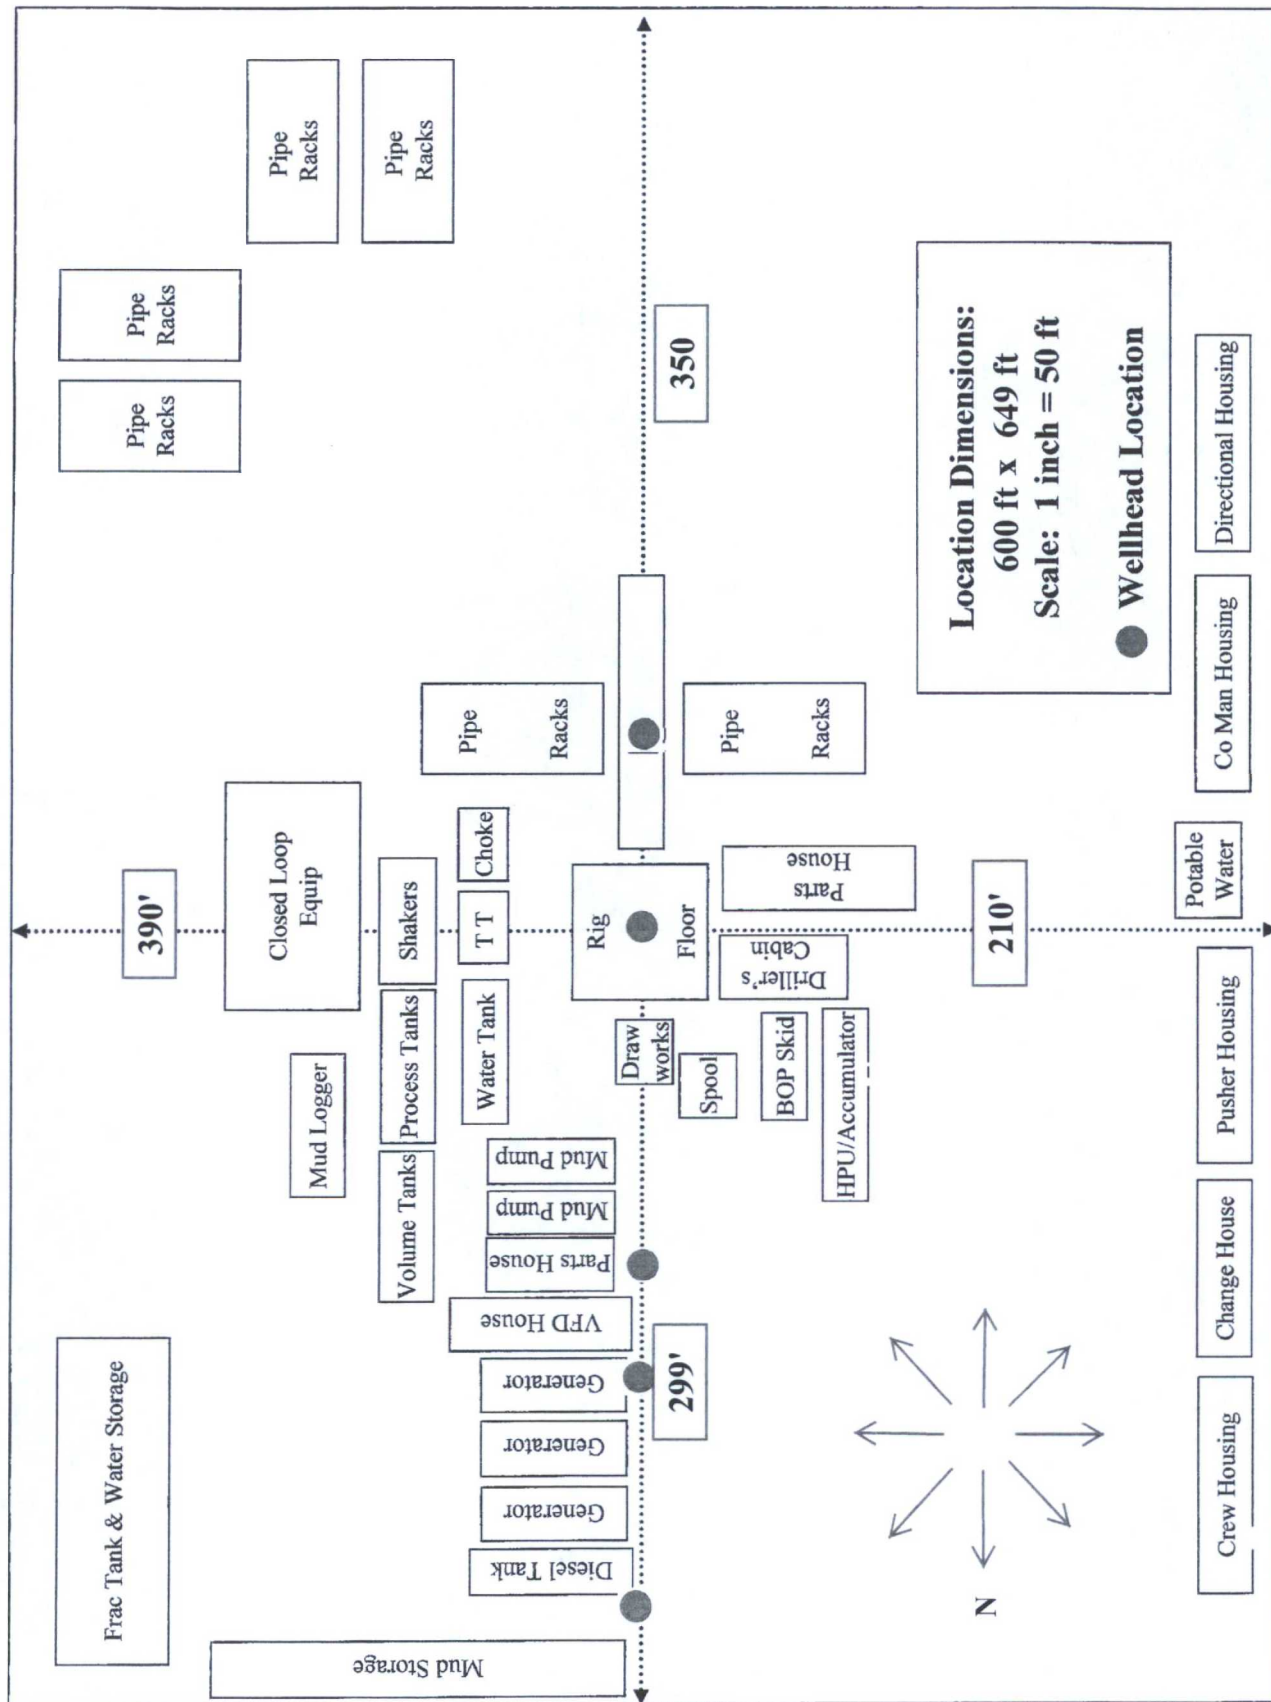 Frac Tank & Water Storage
Pipe
Racks
Pipe
Racks
Pipe
Racks
Pipe
Racks
390'
Mud Logger
Closed Loop
Equip
Volume Tanks
Process Tanks
Shakers
Mud Storage
Diesel Tank
Generator
Generator
Generator
VFD House
Parts House
Mud Pump
Mud Pump
Water Tank
T T
Choke
Pipe
Racks
299'
Draw
works
Rig
Floor
350
Spool
BOP Skid
HPU/Accumulator
Driller's
Cabin
Parts
House
Pipe
Racks
N
210'
Location Dimensions:
600 ft x 649 ft
Scale: 1 inch = 50 ft
Wellhead Location
Crew Housing
Change House
Pusher Housing
Potable
Water
Co Man Housing
Directional Housing